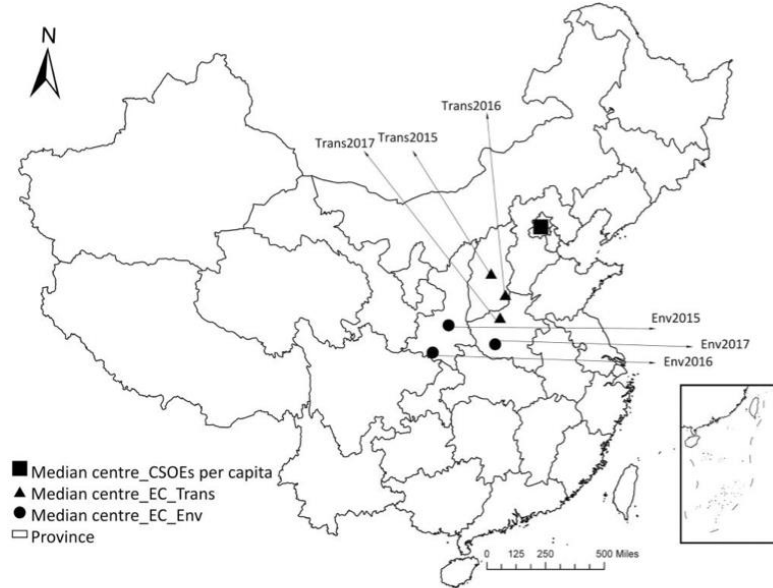 N
Trans2016
Trans2017
Trans2015
Env2015
Env2017
Env2016
Median centre_CSOEs per capita
Median centre_EC_Trans
Median centre_EC_Env
Province
0 125 250 500 Miles